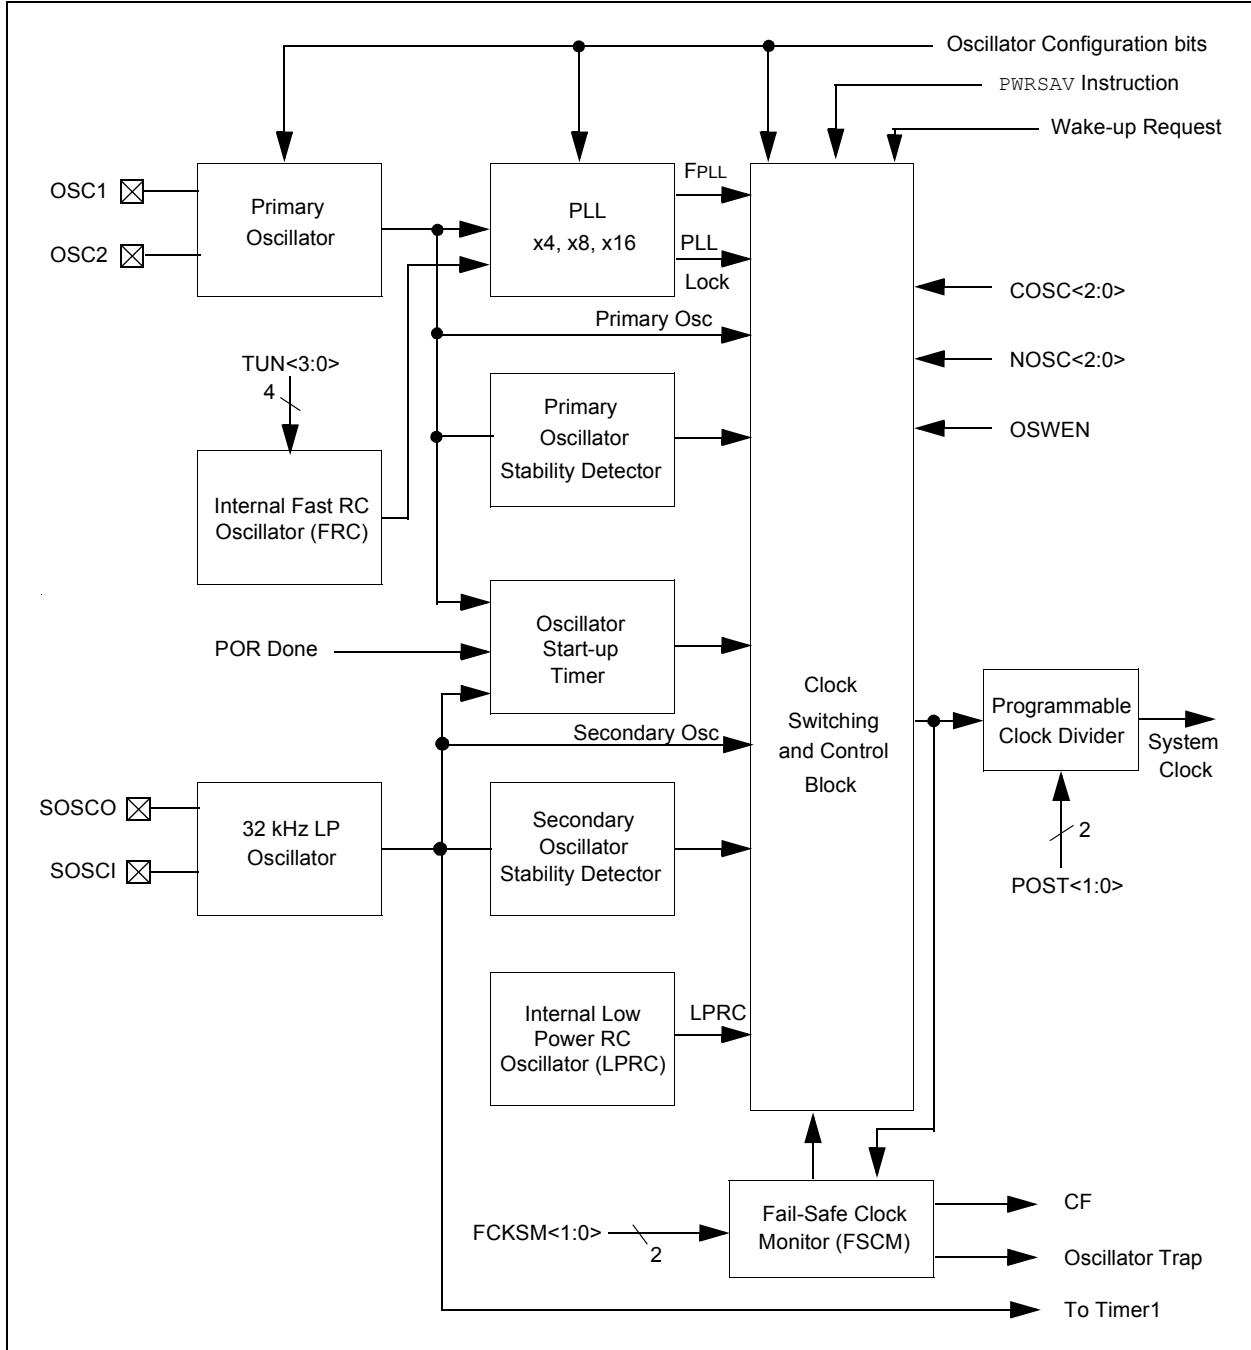 Oscillator Configuration bits
PWRSAV Instruction
Wake-up Request
OSC1
OSC2
Primary
Oscillator
PLL
x4, x8, x16
FPLL
PLL
Lock
COSC<2:0>
Primary Osc
NOSC<2:0>
TUN<3:0>
4
Primary
Oscillator
Stability Detector
OSWEN
Internal Fast RC
Oscillator (FRC)
POR Done
Oscillator
Start-up
Timer
Clock
Switching
and Control
Block
Programmable
Clock Divider
System
Clock
Secondary Osc
SOSCO
SOSCI
32 kHz LP
Oscillator
Secondary
Oscillator
Stability Detector
2
POST<1:0>
Internal Low
Power RC
Oscillator (LPRC)
LPRC
FCKSM<1:0>
2
Fail-Safe Clock
Monitor (FSCM)
CF
Oscillator Trap
To Timer1